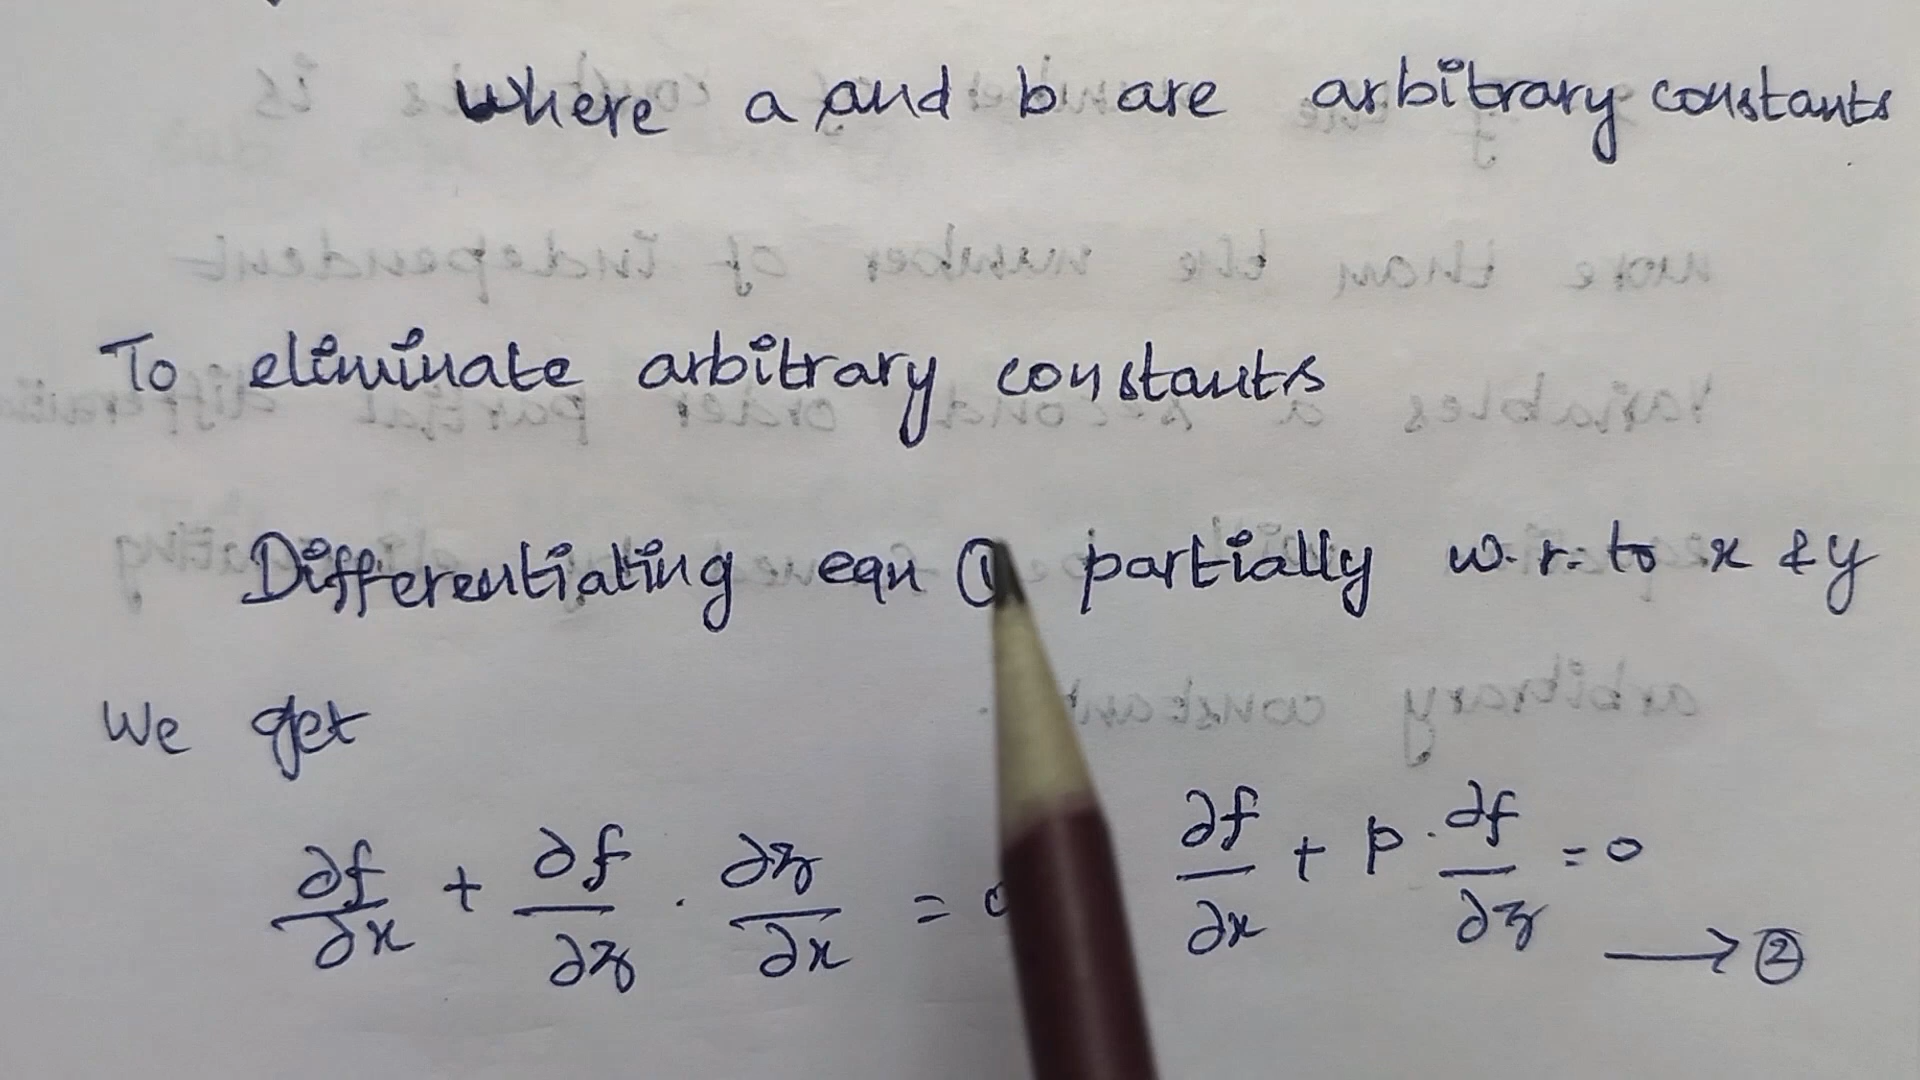 where a and b are arbitrary constants
To eliminate arbitrary constants
Differentiating eqn ① partially w.r. to x & y
We get
∂f/∂x + ∂f/∂z . ∂z/∂x = 0 ∂f/∂x + p . ∂f/∂z = 0 → ②